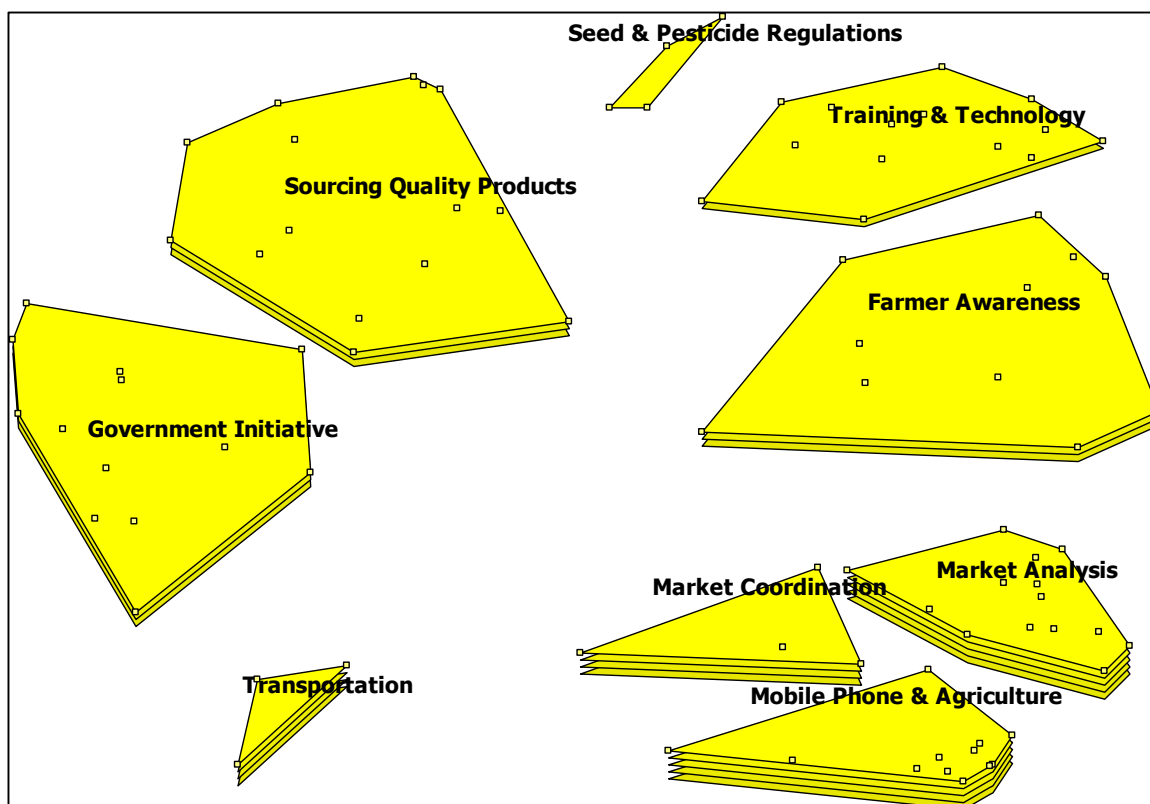 Seed & Pesticide Regulations
Training & Technology
Sourcing Quality Products
Farmer Awareness
Government Initiative
Market Analysis
Market Coordination
Transportation
Mobile Phone & Agriculture